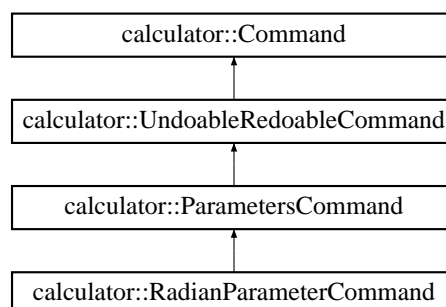 calculator::Command
calculator::UndoableRedoableCommand
calculator::ParametersCommand
calculator::RadianParameterCommand